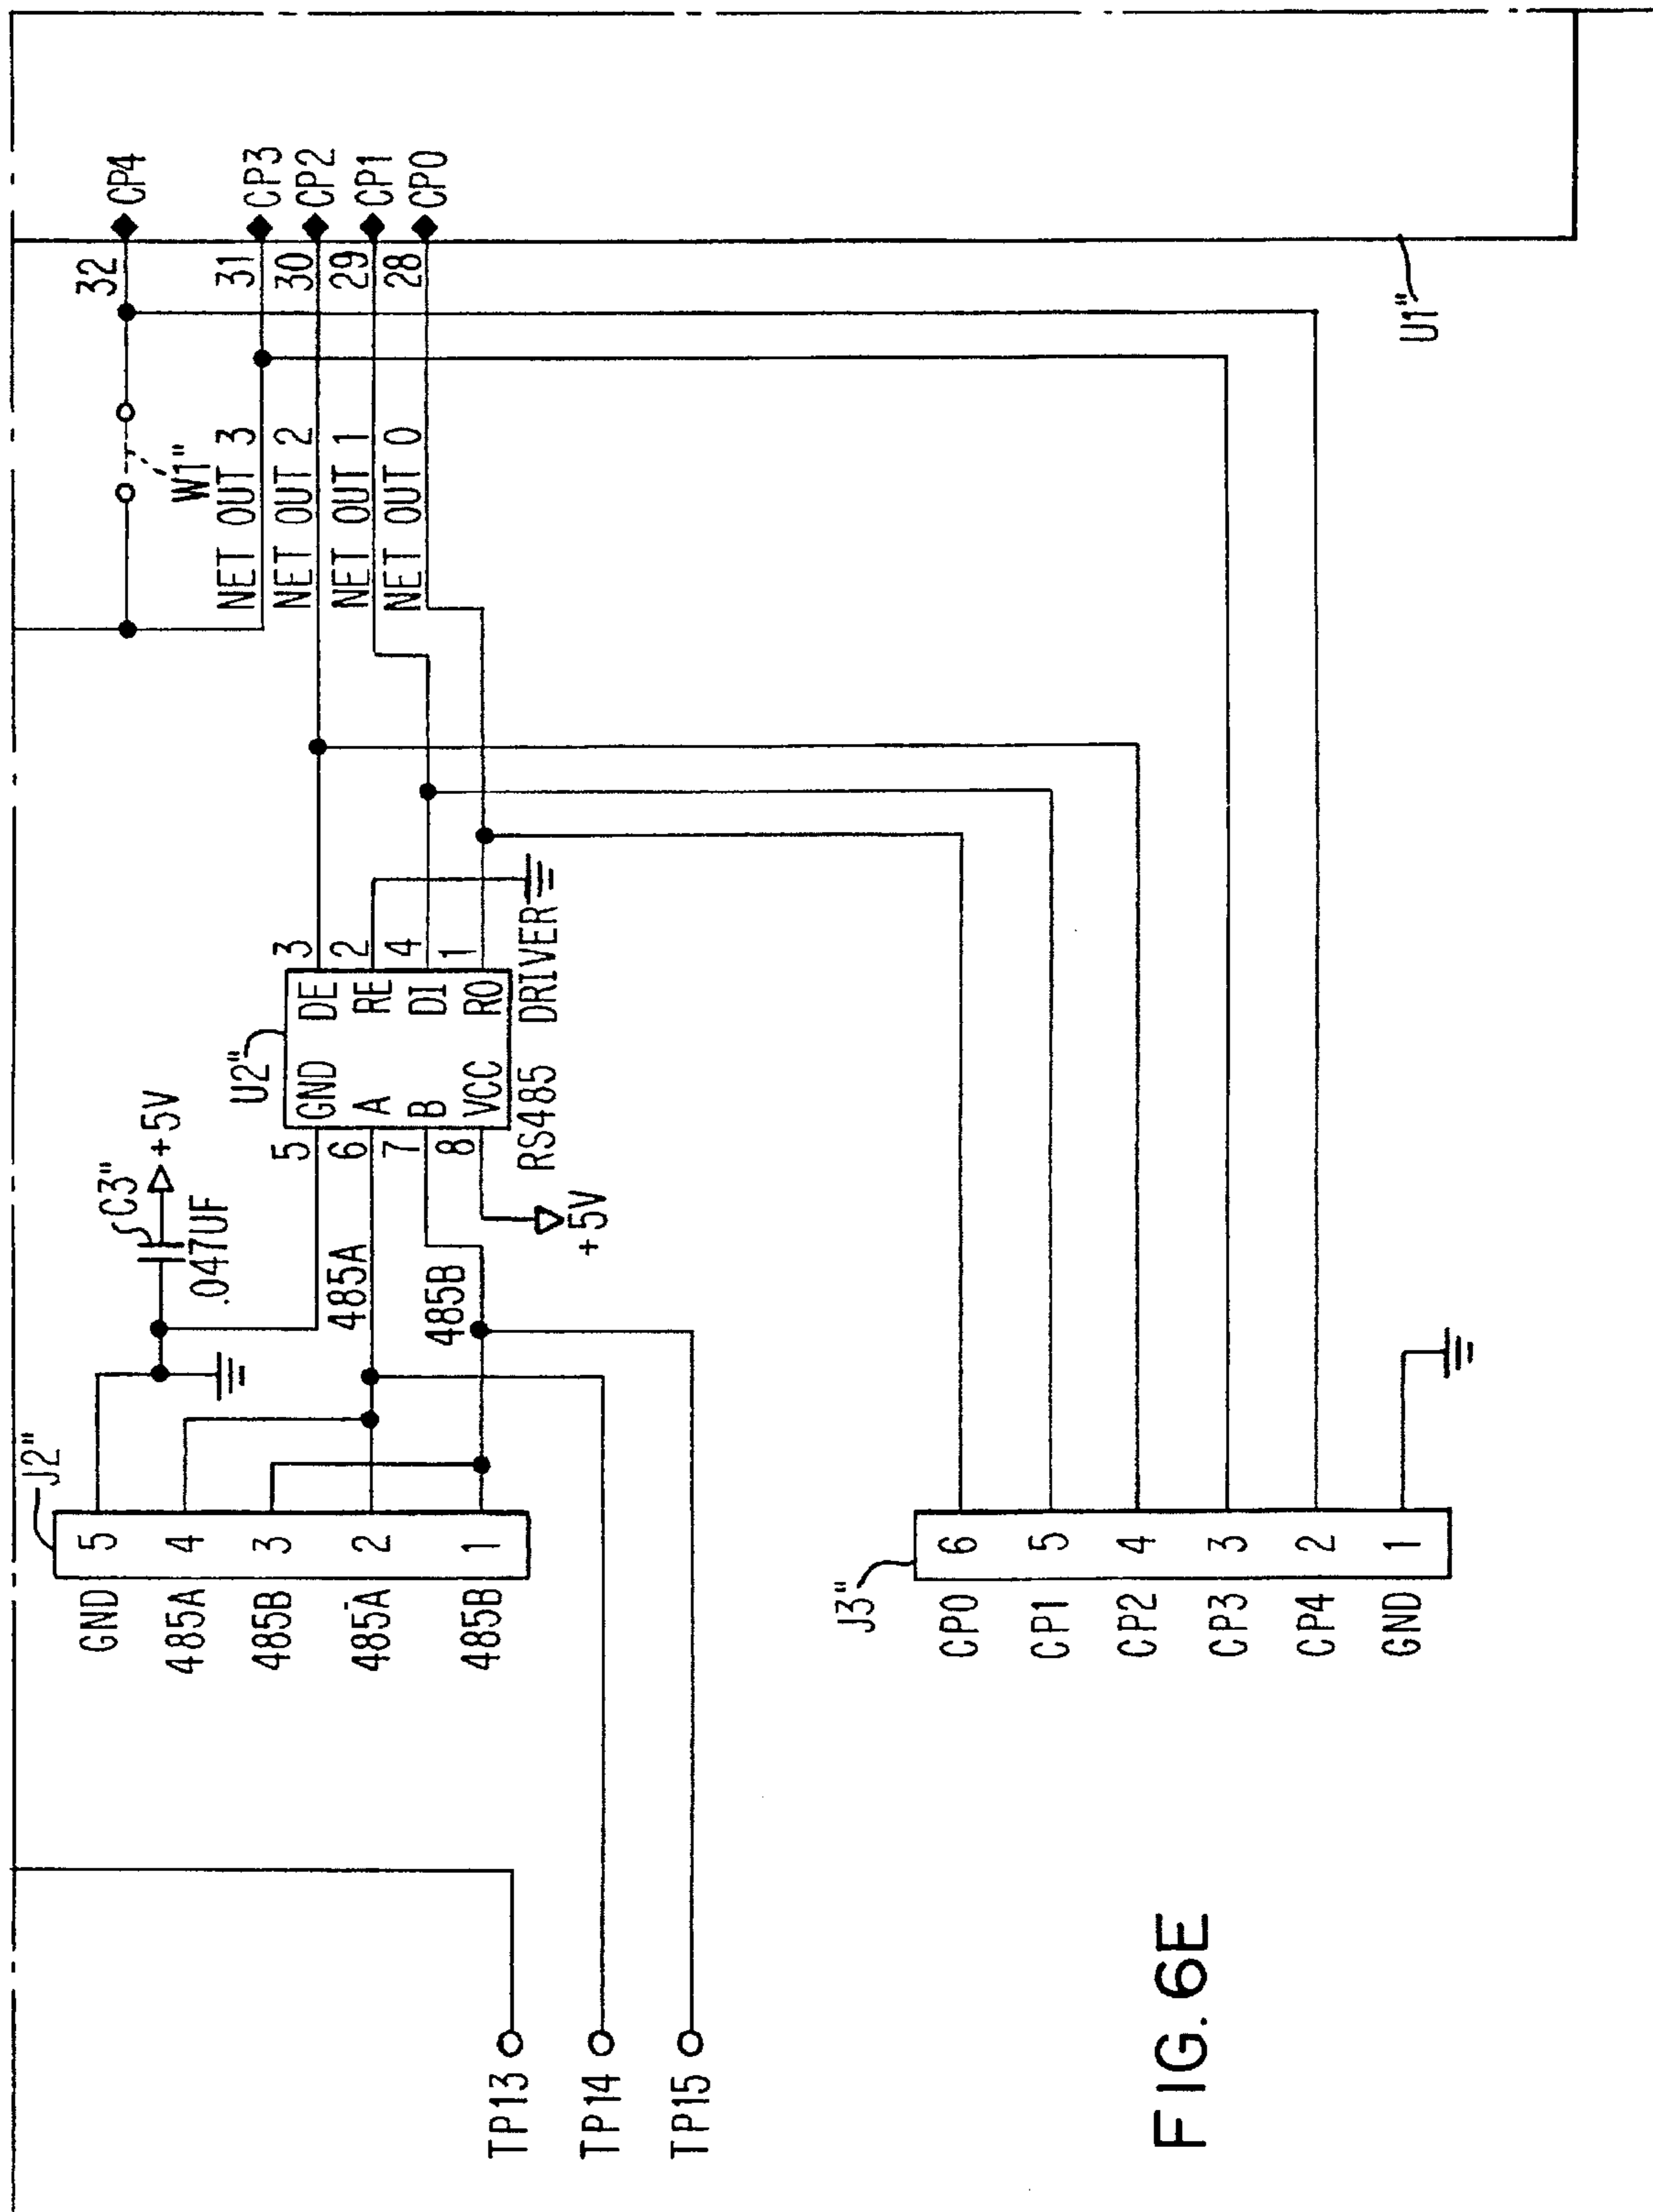 J2"
GND 5
485A 4
485B 3
485A 2
485B 1
C3"
+5V
.047UF
485A
485B
+5V
U2"
5 GND DE 3
6 A RE 2
7 B DI 4
8 VCC RO 1
RS485 DRIVER
W1"
NET OUT 3
NET OUT 2
NET OUT 1
NET OUT 0
32 CP4
31 CP3
30 CP2
29 CP1
28 CP0
U1"
TP13
TP14
TP15
J3"
CP0 6
CP1 5
CP2 4
CP3 3
CP4 2
GND 1
FIG. 6E